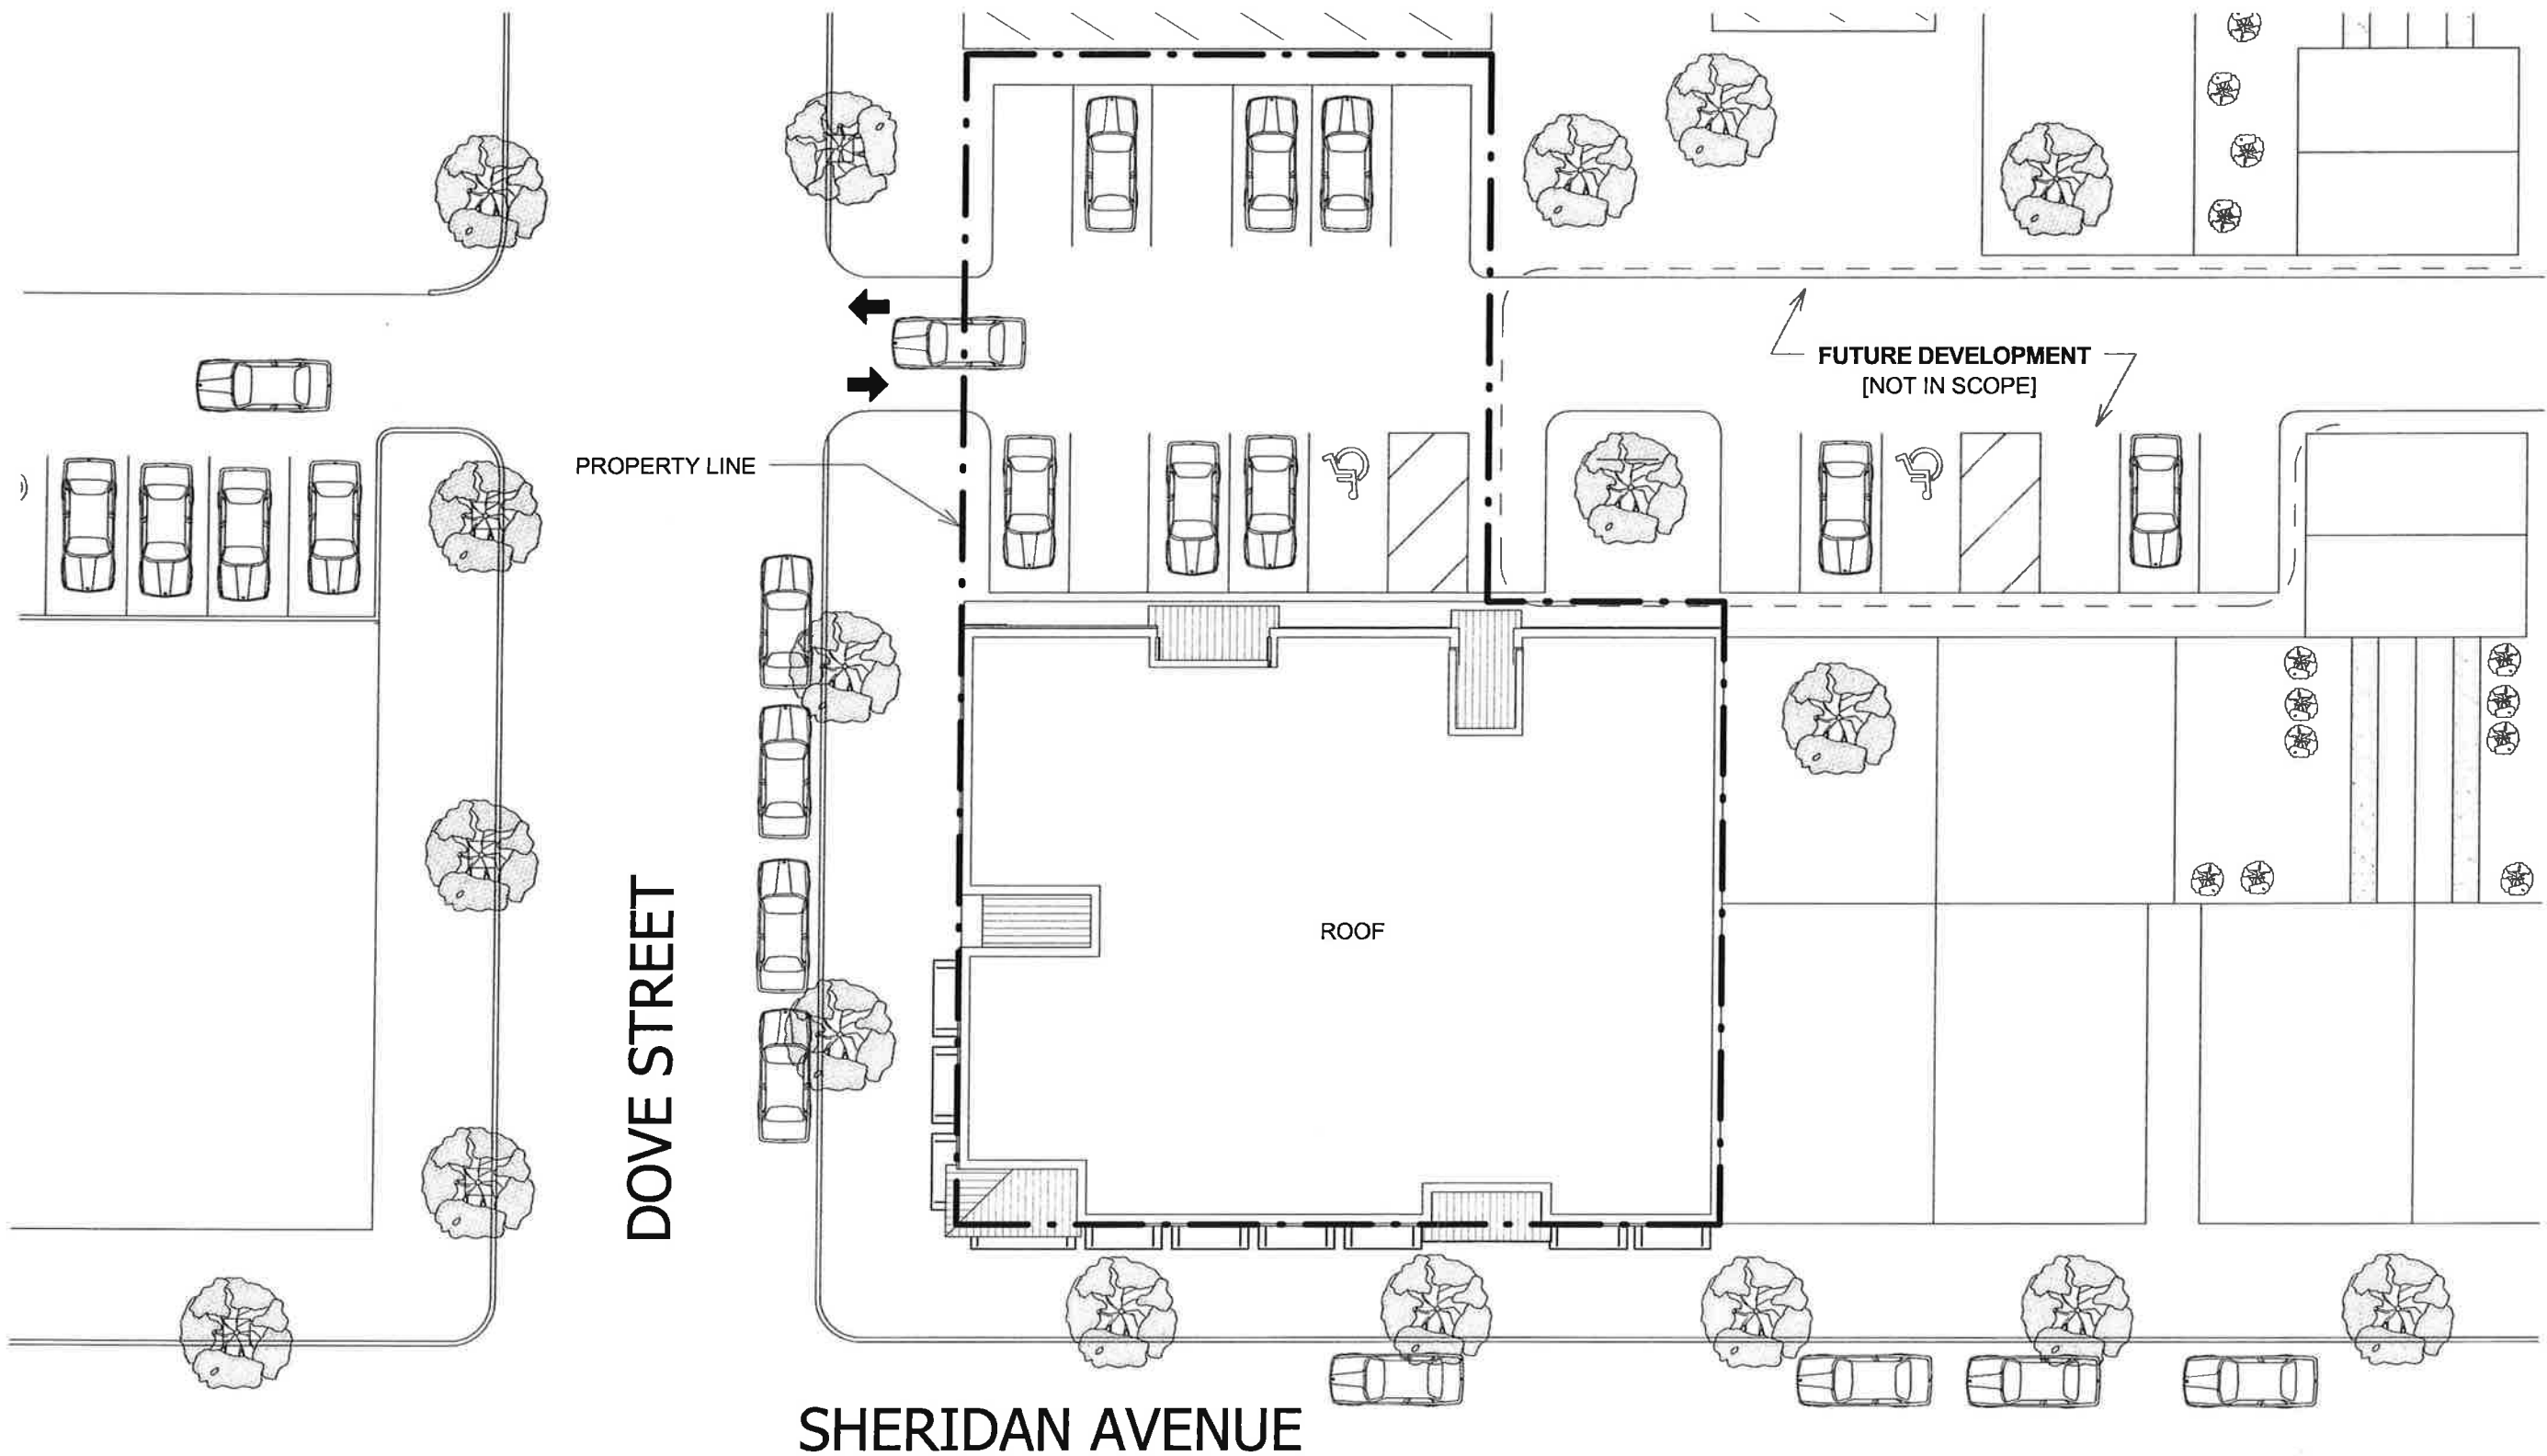 FUTURE DEVELOPMENT
[NOT IN SCOPE]
PROPERTY LINE
ROOF
DOVE STREET
SHERIDAN AVENUE